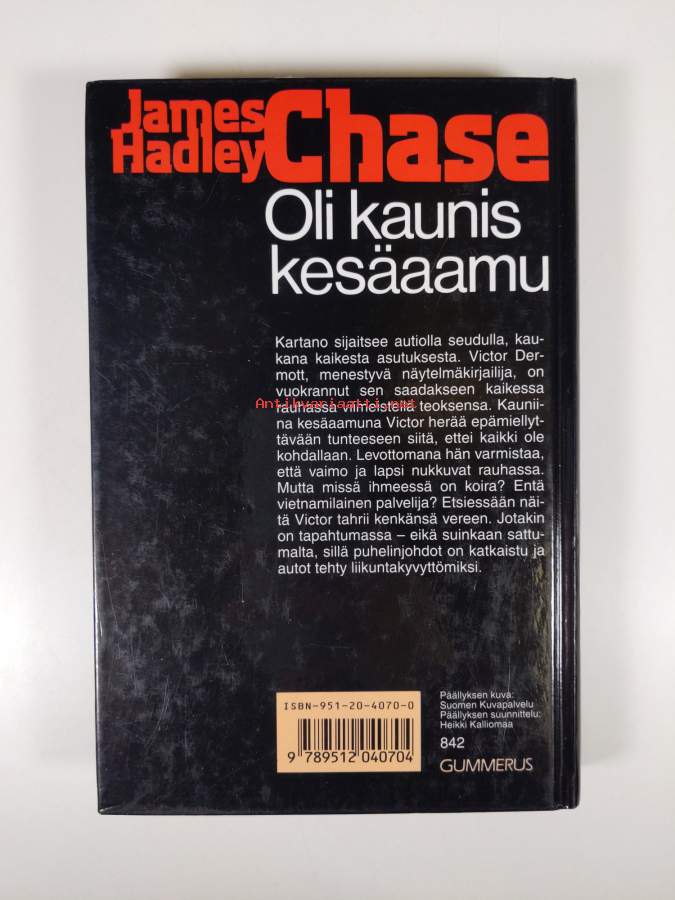 James
Hadley Chase
Oli kaunis
kesäaaamu
Kartano sijaitsee autiolla seudulla, kau-
kana kaikesta asutuksesta. Victor Der-
mott, menestyvä näytelmäkirjailija, on
vuokrannut sen saadakseen kaikessa
rauhassa viimeistellä teoksensa. Kaunii-
na kesäaamuna Victor herää epämiellyt-
tävään tunteeseen siitä, ettei kaikki ole
kohdallaan. Levottomana hän varmistaa,
että vaimo ja lapsi nukkuvat rauhassa.
Mutta missä ihmeessä on koira? Entä
vietnamilainen palvelija? Etsiessään näi-
tä Victor tahrii kenkänsä vereen. Jotakin
on tapahtumassa – eikä suinkaan sattu-
malta, sillä puhelinjohdot on katkaistu ja
autot tehty liikuntakyvyttömiksi.
Antikvariaatti.net
ISBN-951-20-4070-0
9 789512 040704
Päällyksen kuva:
Suomen Kuvapalvelu
Päällyksen suunnittelu:
Heikki Kalliomaa
842
GUMMERUS